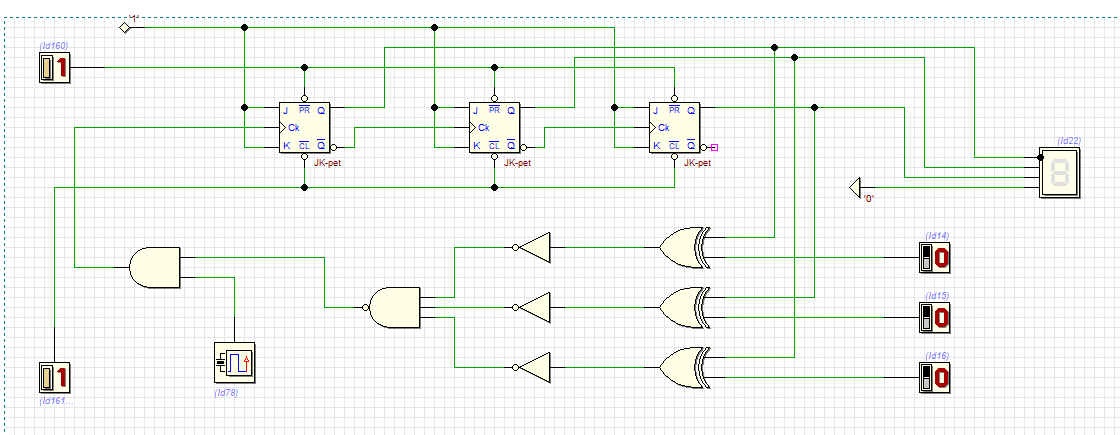 '1'
(Id160)
1
J PR Q
Ck
K CL Q
JK-pet
J PR Q
Ck
K CL Q
JK-pet
J PR Q
Ck
K CL Q
JK-pet
(Id22)
8
'0'
(Id14)
0
(Id15)
0
(Id16)
0
1
(Id161...
(Id78)